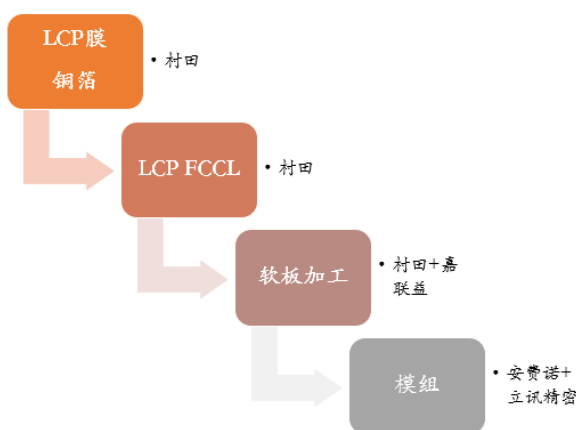 LCP膜
铜箔
• 村田
LCP FCCL
• 村田
软板加工
• 村田+嘉
联益
模组
• 安费诺+
立讯精密